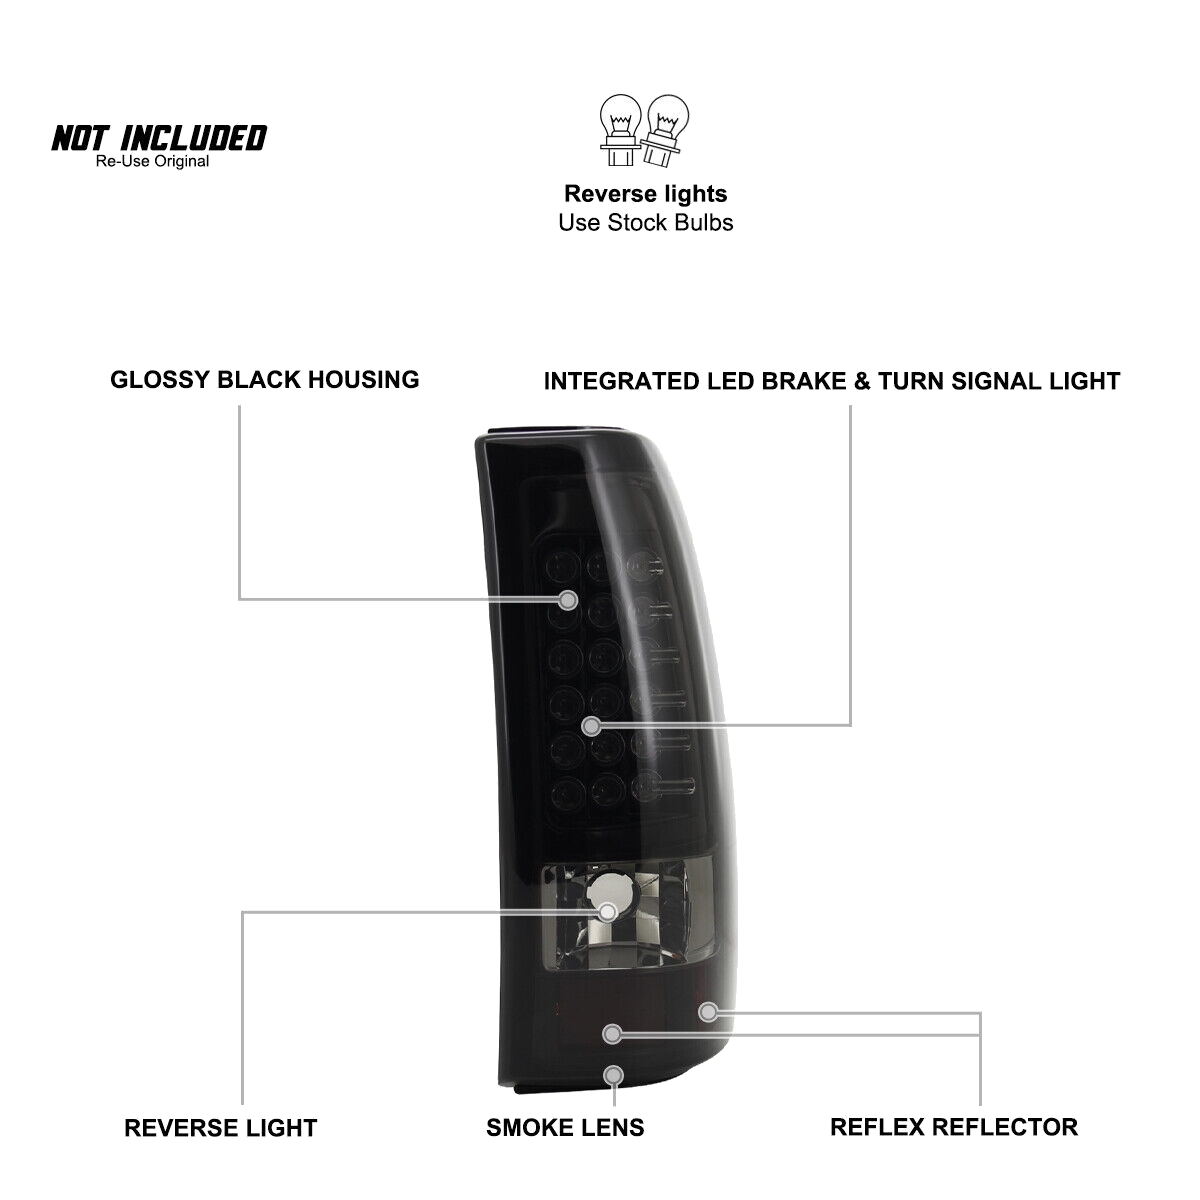 NOT INCLUDED
Re-Use Original
Reverse lights
Use Stock Bulbs
GLOSSY BLACK HOUSING
INTEGRATED LED BRAKE & TURN SIGNAL LIGHT
REVERSE LIGHT
SMOKE LENS
REFLEX REFLECTOR